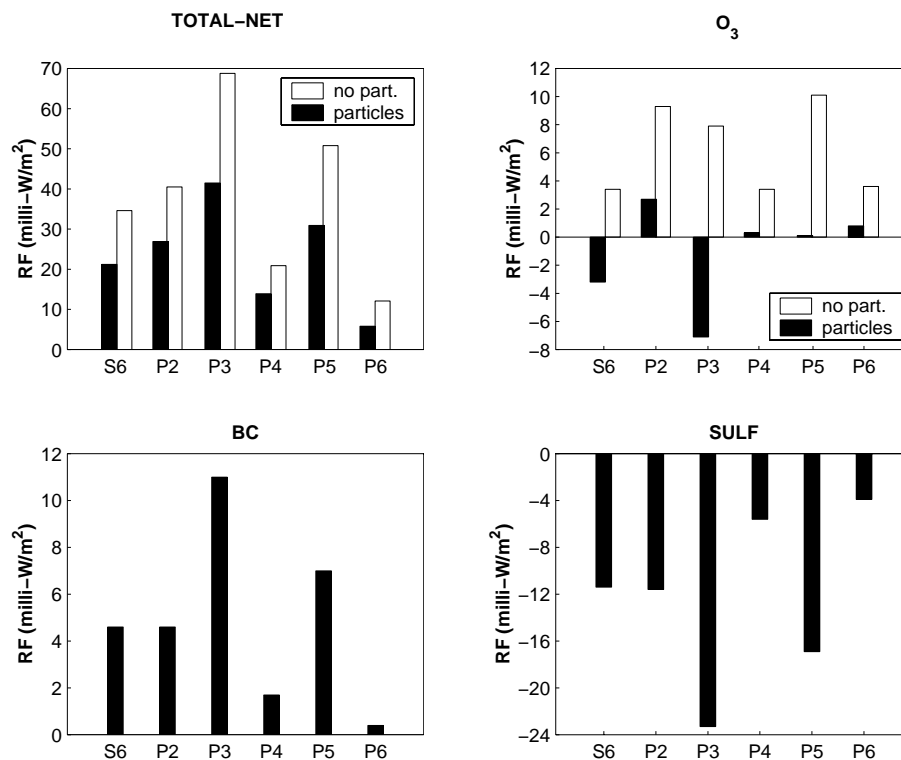 TOTAL−NET
RF (milli−W/m²)
70
60
50
40
30
20
10
0
S6 P2 P3 P4 P5 P6
no part.
particles
O₃
RF (milli−W/m²)
12
10
8
6
4
2
0
−2
−4
−6
−8
S6 P2 P3 P4 P5 P6
no part.
particles
BC
RF (milli−W/m²)
12
10
8
6
4
2
0
S6 P2 P3 P4 P5 P6
SULF
RF (milli−W/m²)
0
−4
−8
−12
−16
−20
−24
S6 P2 P3 P4 P5 P6